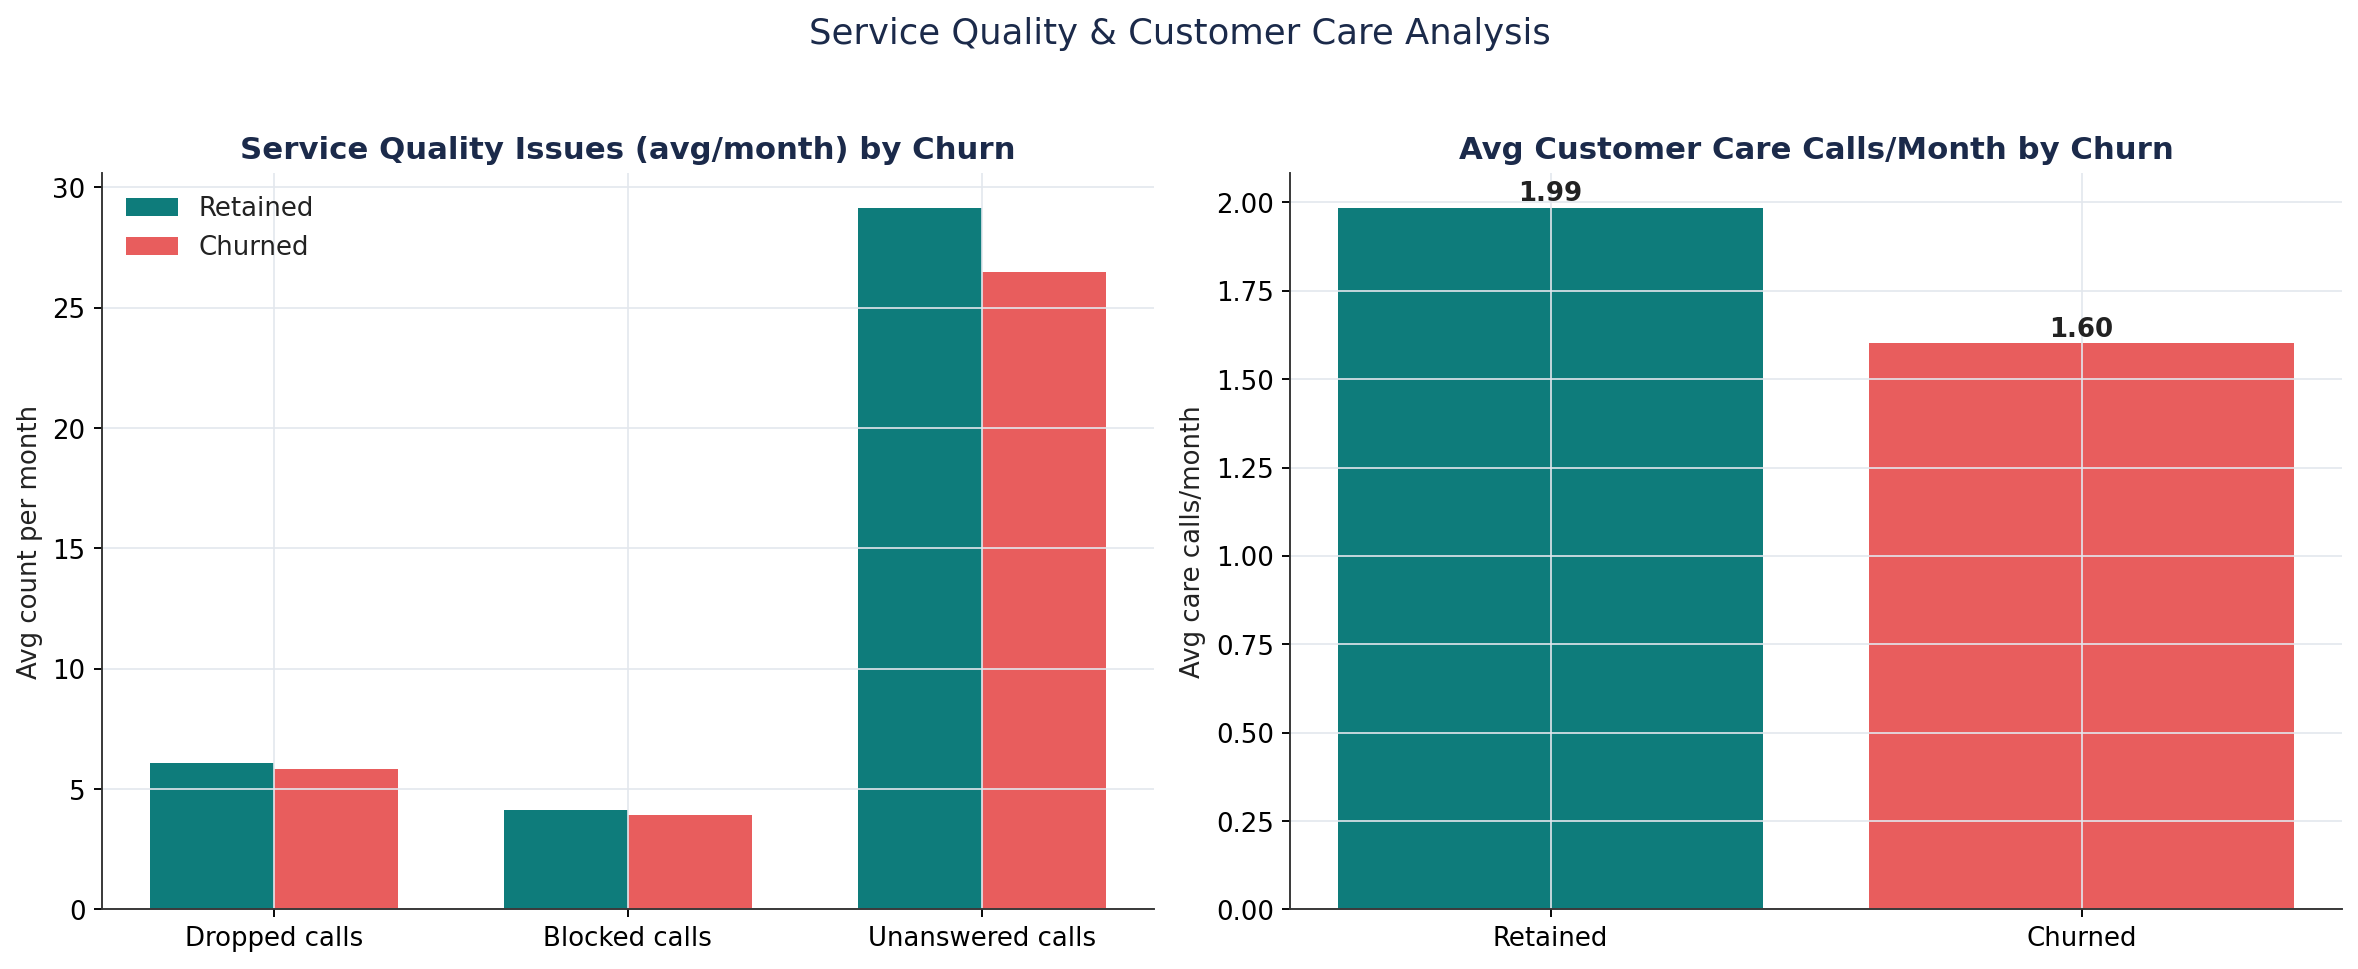 Service Quality & Customer Care Analysis
Service Quality Issues (avg/month) by Churn
Retained
Churned
Avg count per month
30
25
20
15
10
5
0
Dropped calls
Blocked calls
Unanswered calls
Avg Customer Care Calls/Month by Churn
1.99
1.60
Avg care calls/month
2.00
1.75
1.50
1.25
1.00
0.75
0.50
0.25
0.00
Retained
Churned